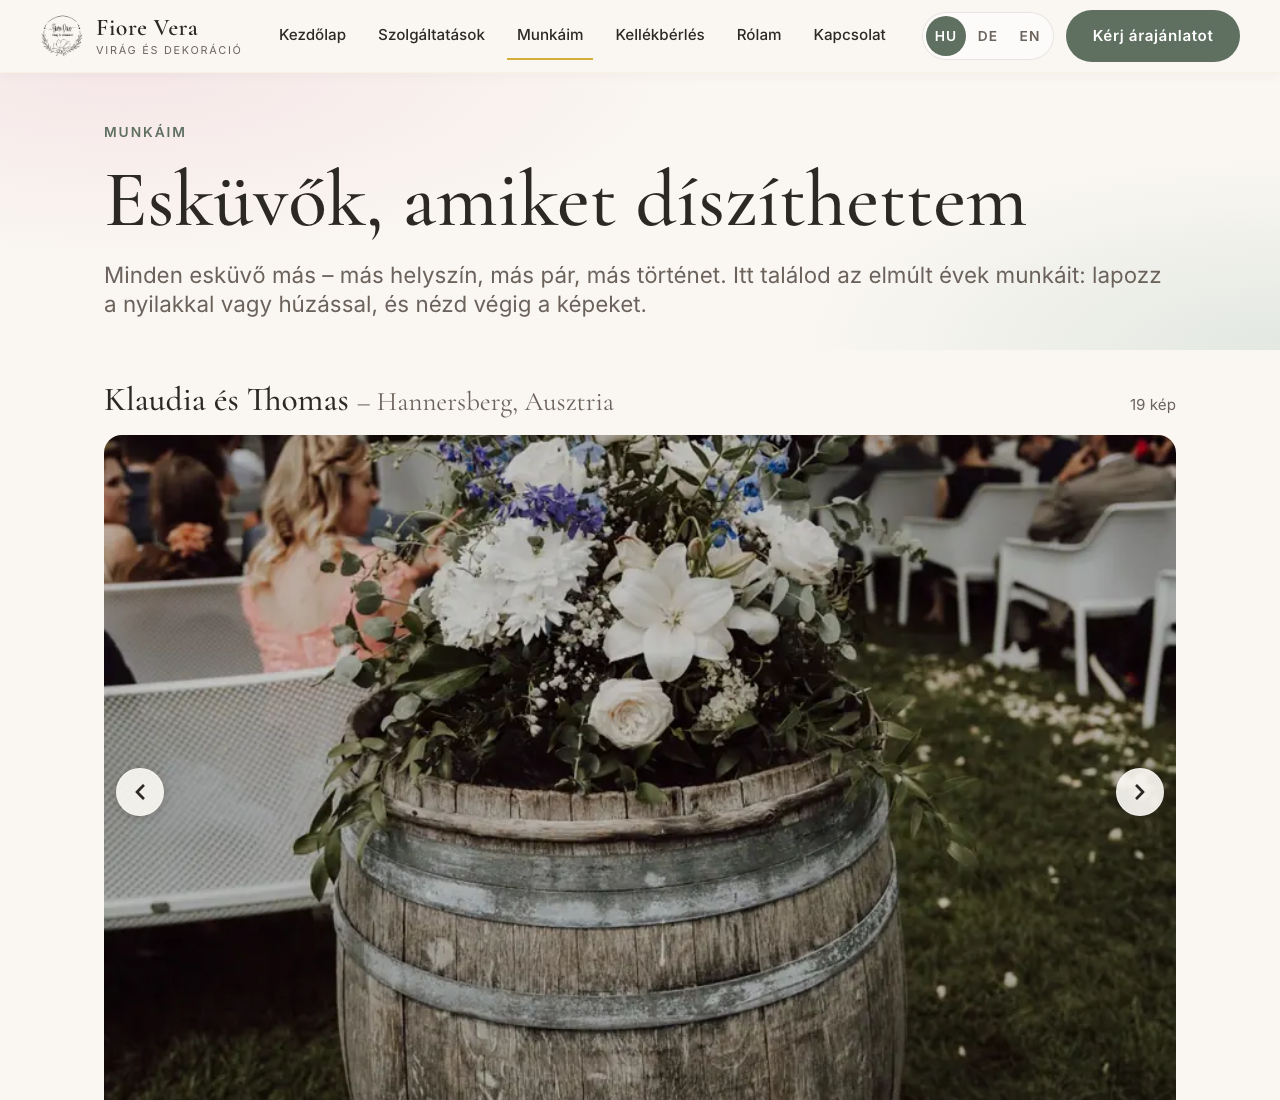 Fiore Vera
VIRÁG ÉS DEKORÁCIÓ
Kezdőlap
Szolgáltatások
Munkáim
Kellékbérlés
Rólam
Kapcsolat
HU
DE
EN
Kérj árajánlatot
MUNKÁIM
Esküvők, amiket díszíthettem
Minden esküvő más – más helyszín, más pár, más történet. Itt találod az elmúlt évek munkáit: lapozz
a nyilakkal vagy húzással, és nézd végig a képeket.
Klaudia és Thomas – Hannersberg, Ausztria
19 kép